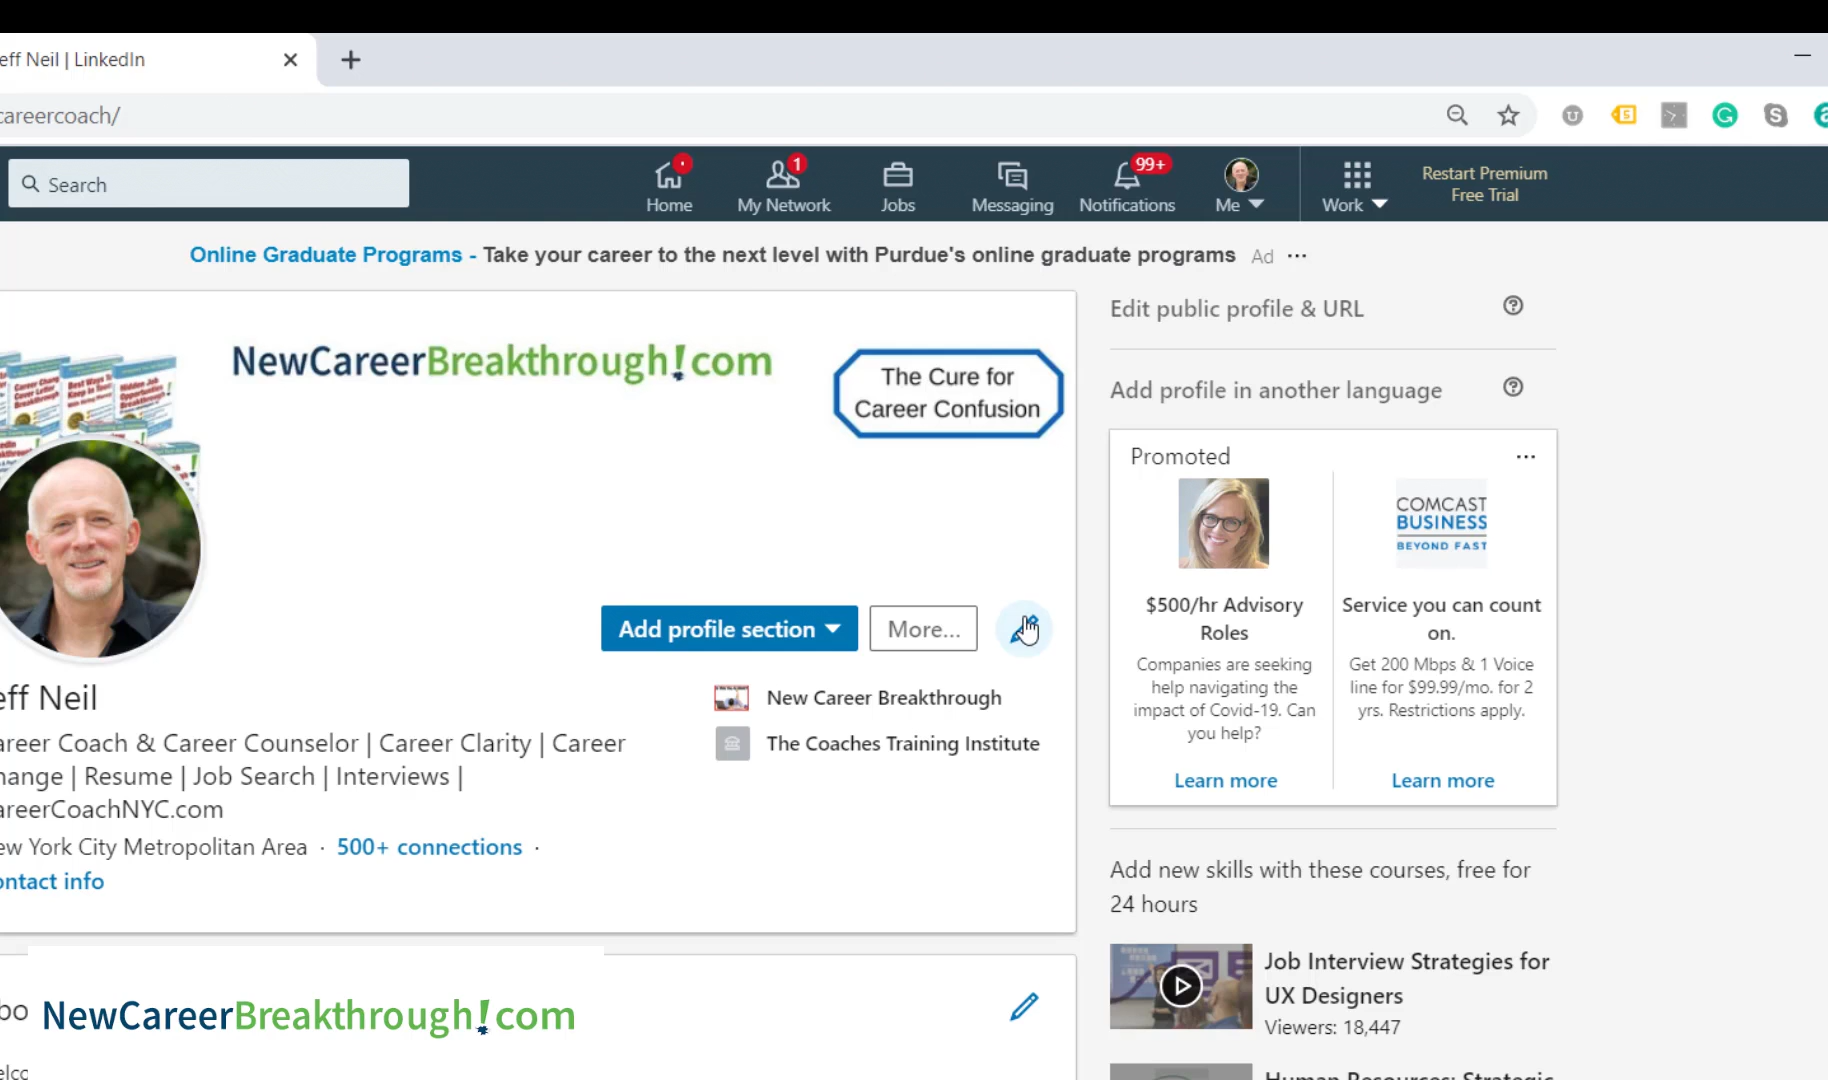 eff Neil | LinkedIn
careercoach/
Search
Home
My Network
1
Jobs
Messaging
Notifications
99+
Me
Work
Restart Premium
Free Trial
Online Graduate Programs - Take your career to the next level with Purdue's online graduate programs Ad
NewCareerBreakthrough!com
The Cure for
Career Confusion
Add profile section
More...
eff Neil
areer Coach & Career Counselor | Career Clarity | Career
hange | Resume | Job Search | Interviews |
areerCoachNYC.com
ew York City Metropolitan Area · 500+ connections ·
ontact info
New Career Breakthrough
The Coaches Training Institute
bo
NewCareerBreakthrough!com
elco
Edit public profile & URL
Add profile in another language
Promoted
$500/hr Advisory
Roles
Companies are seeking
help navigating the
impact of Covid-19. Can
you help?
Learn more
COMCAST
BUSINESS
BEYOND FAST
Service you can count
on.
Get 200 Mbps & 1 Voice
line for $99.99/mo. for 2
yrs. Restrictions apply.
Learn more
Add new skills with these courses, free for
24 hours
Job Interview Strategies for
UX Designers
Viewers: 18,447
Human Resources: Strategic